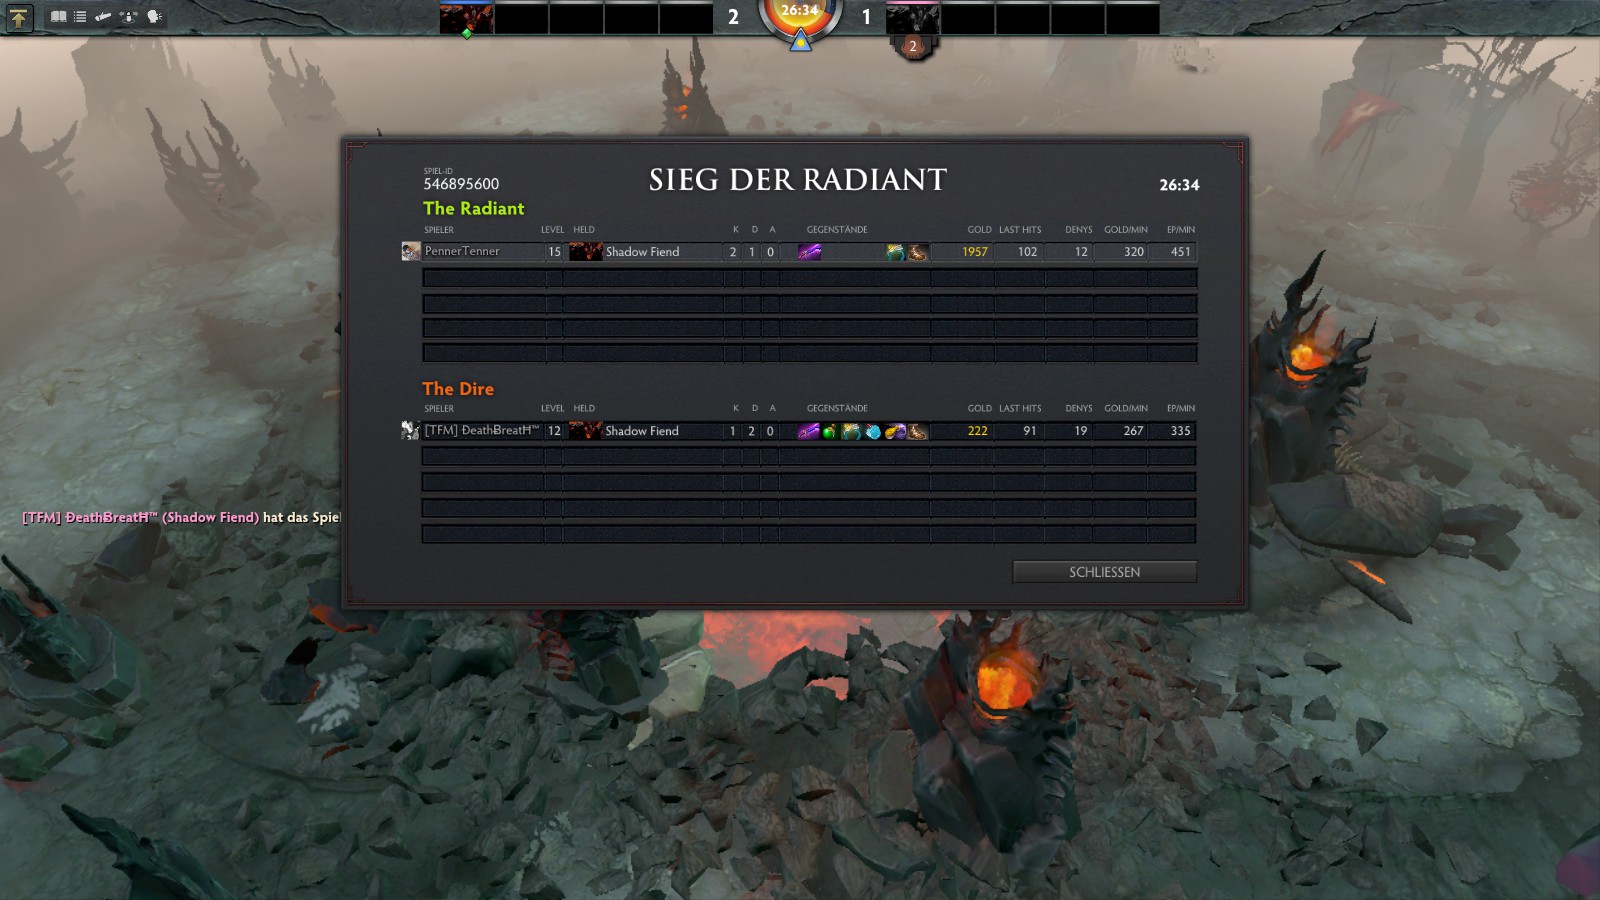 2 26:34 1
2
SPIEL-ID
546895600
SIEG DER RADIANT
26:34
The Radiant
SPIELER LEVEL HELD K D A GEGENSTÄNDE GOLD LAST HITS DENYS GOLD/MIN EP/MIN
PennerTenner 15 Shadow Fiend 2 1 0 1957 102 12 320 451
The Dire
SPIELER LEVEL HELD K D A GEGENSTÄNDE GOLD LAST HITS DENYS GOLD/MIN EP/MIN
[TFM] ĐeathɃreatĦ™ 12 Shadow Fiend 1 2 0 222 91 19 267 335
[TFM] ĐeathɃreatĦ™ (Shadow Fiend) hat das Spiel
SCHLIESSEN